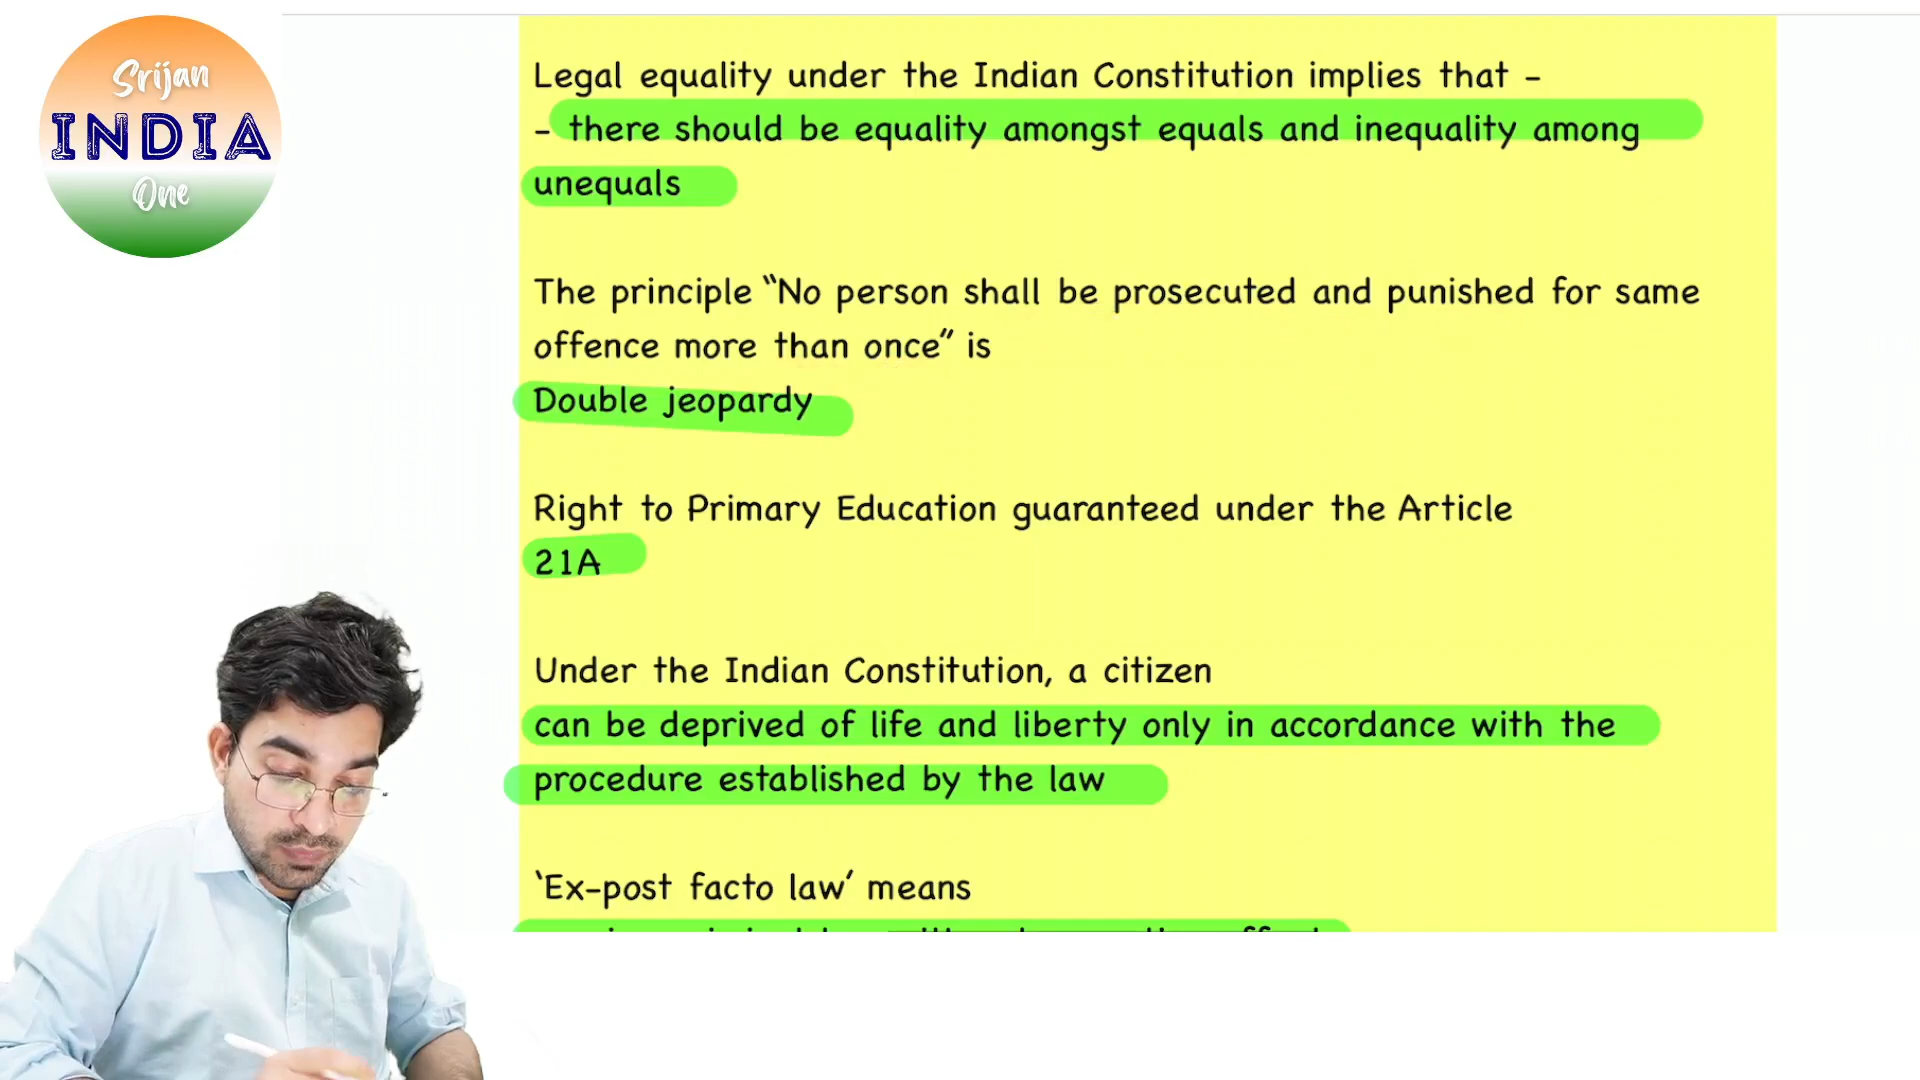 Srijan
INDIA
One
Legal equality under the Indian Constitution implies that -
- there should be equality amongst equals and inequality among
unequals
The principle “No person shall be prosecuted and punished for same
offence more than once” is
Double jeopardy
Right to Primary Education guaranteed under the Article
21A
Under the Indian Constitution, a citizen
can be deprived of life and liberty only in accordance with the
procedure established by the law
‘Ex-post facto law’ means